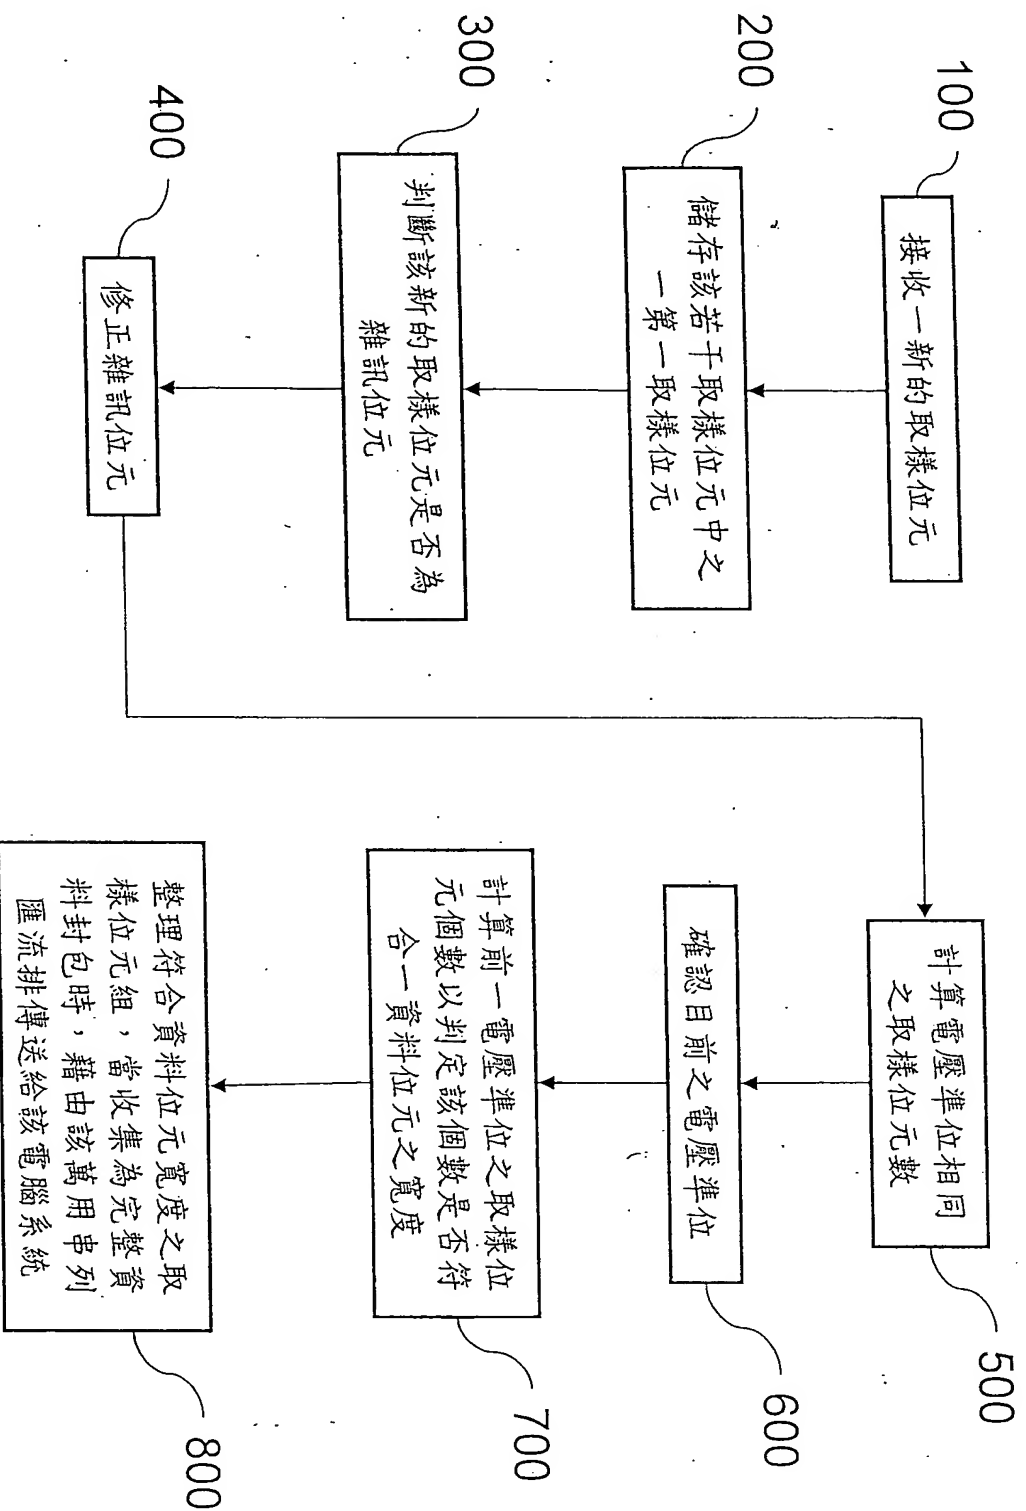 100
接收一新的取樣位元
200
儲存該若干取樣位元中之
一第一取樣位元
300
判斷該新的取樣位元是否為
雜訊位元
400
修正雜訊位元
500
計算電壓準位相同
之取樣位元數
600
確認目前之電壓準位
700
計算前一電壓準位之取樣位
元個數以判定該個數是否符
合一資料位元之寬度
800
整理符合資料位元寬度之取
樣位元組，當收集為完整資
料封包時，藉由該萬用串列
匯流排傳送給該電腦系統